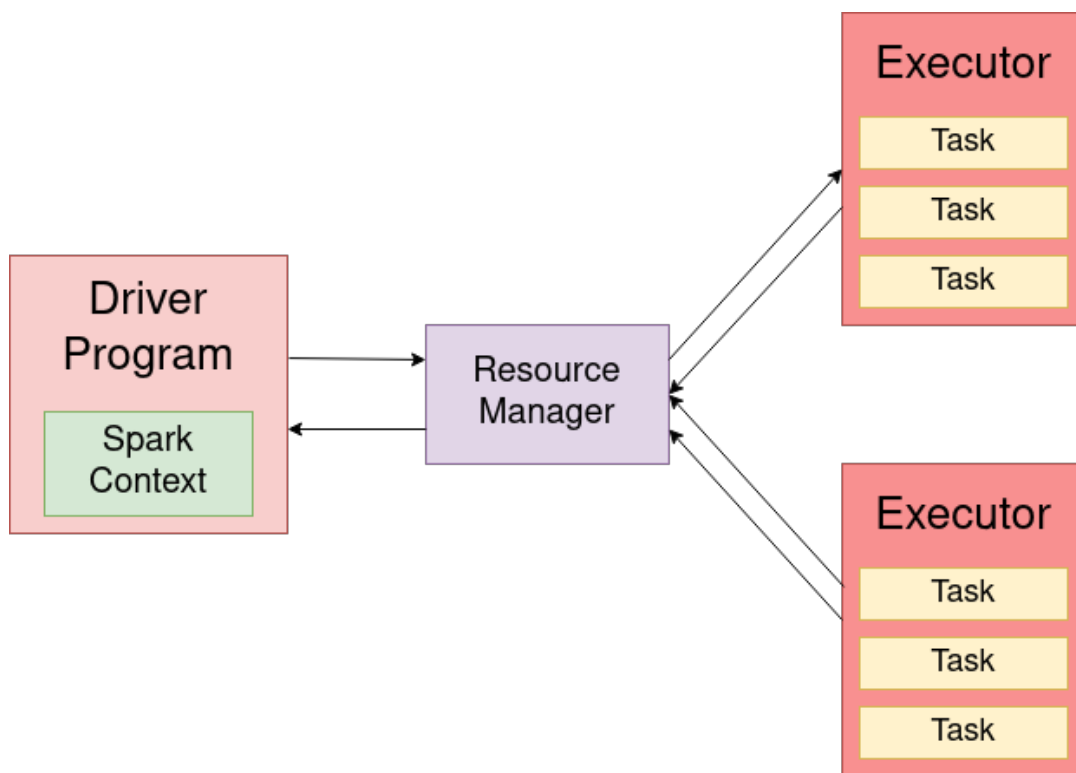 Driver
Program
Spark
Context
Resource
Manager
Executor
Task
Task
Task
Executor
Task
Task
Task